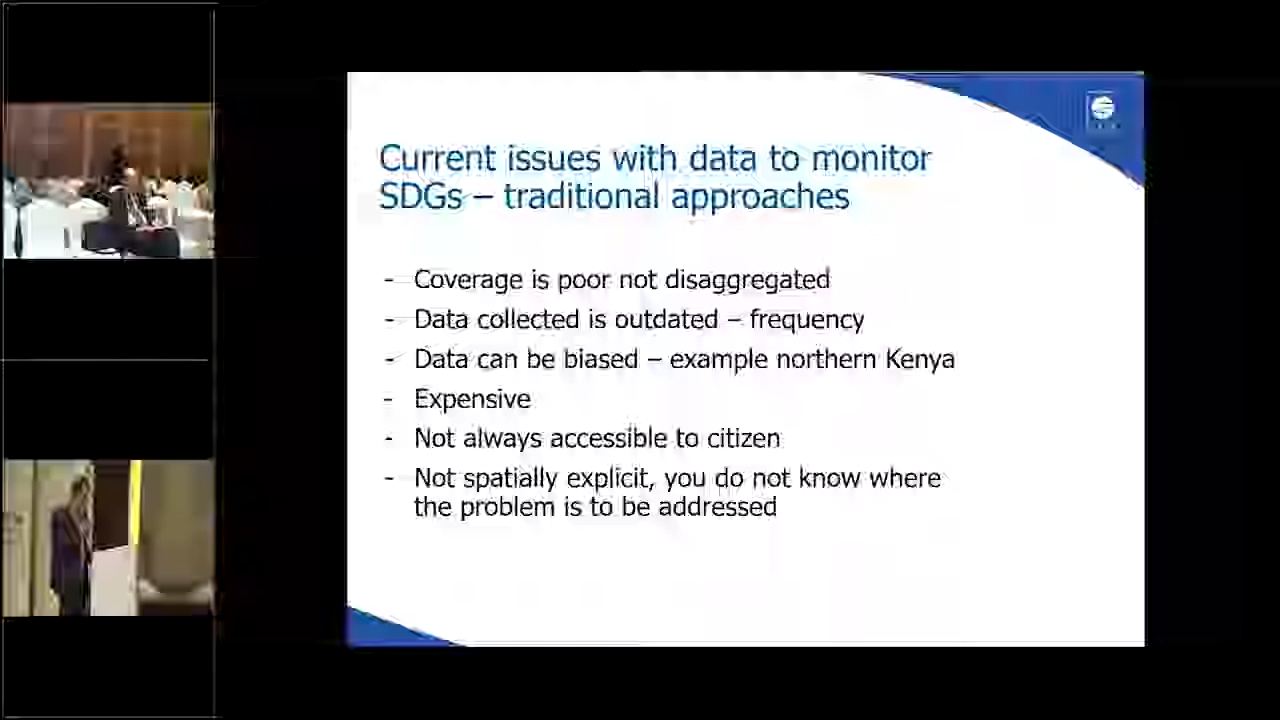 Current issues with data to monitor
SDGs – traditional approaches
- Coverage is poor not disaggregated
- Data collected is outdated – frequency
- Data can be biased – example northern Kenya
- Expensive
- Not always accessible to citizen
- Not spatially explicit, you do not know where
the problem is to be addressed